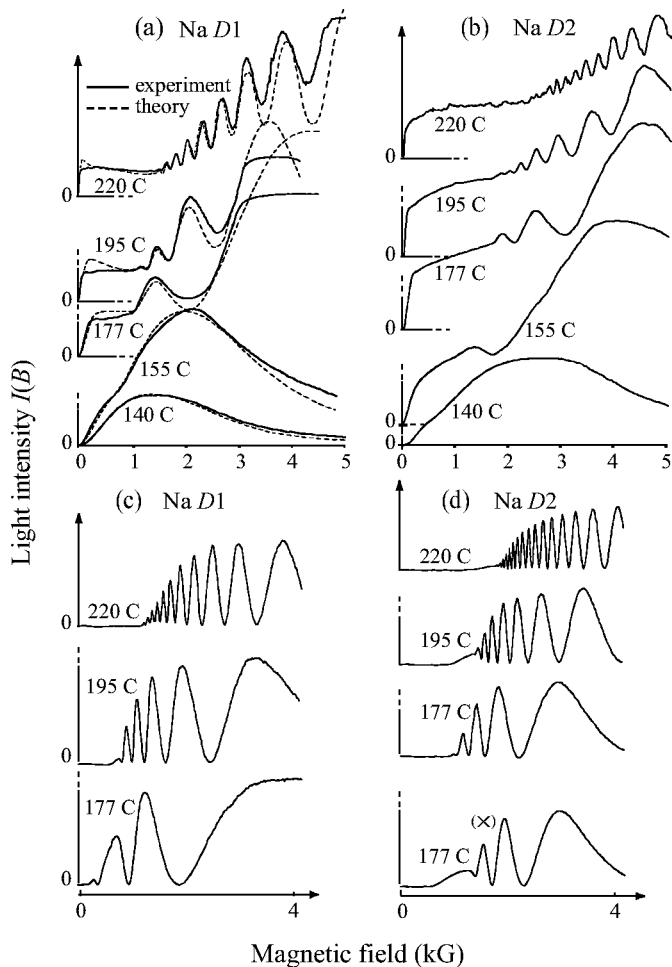 (a) Na D1
experiment
theory
220 C
0
195 C
0
177 C
0
155 C
140 C
0
0 1 2 3 4 5
(b) Na D2
220 C
0
195 C
0
177 C
0
155 C
0
140 C
0
0 1 2 3 4 5
Light intensity I(B)
(c) Na D1
220 C
0
195 C
0
177 C
0
0 4
(d) Na D2
220 C
0
195 C
0
177 C
0
(×)
177 C
0
0 4
Magnetic field (kG)